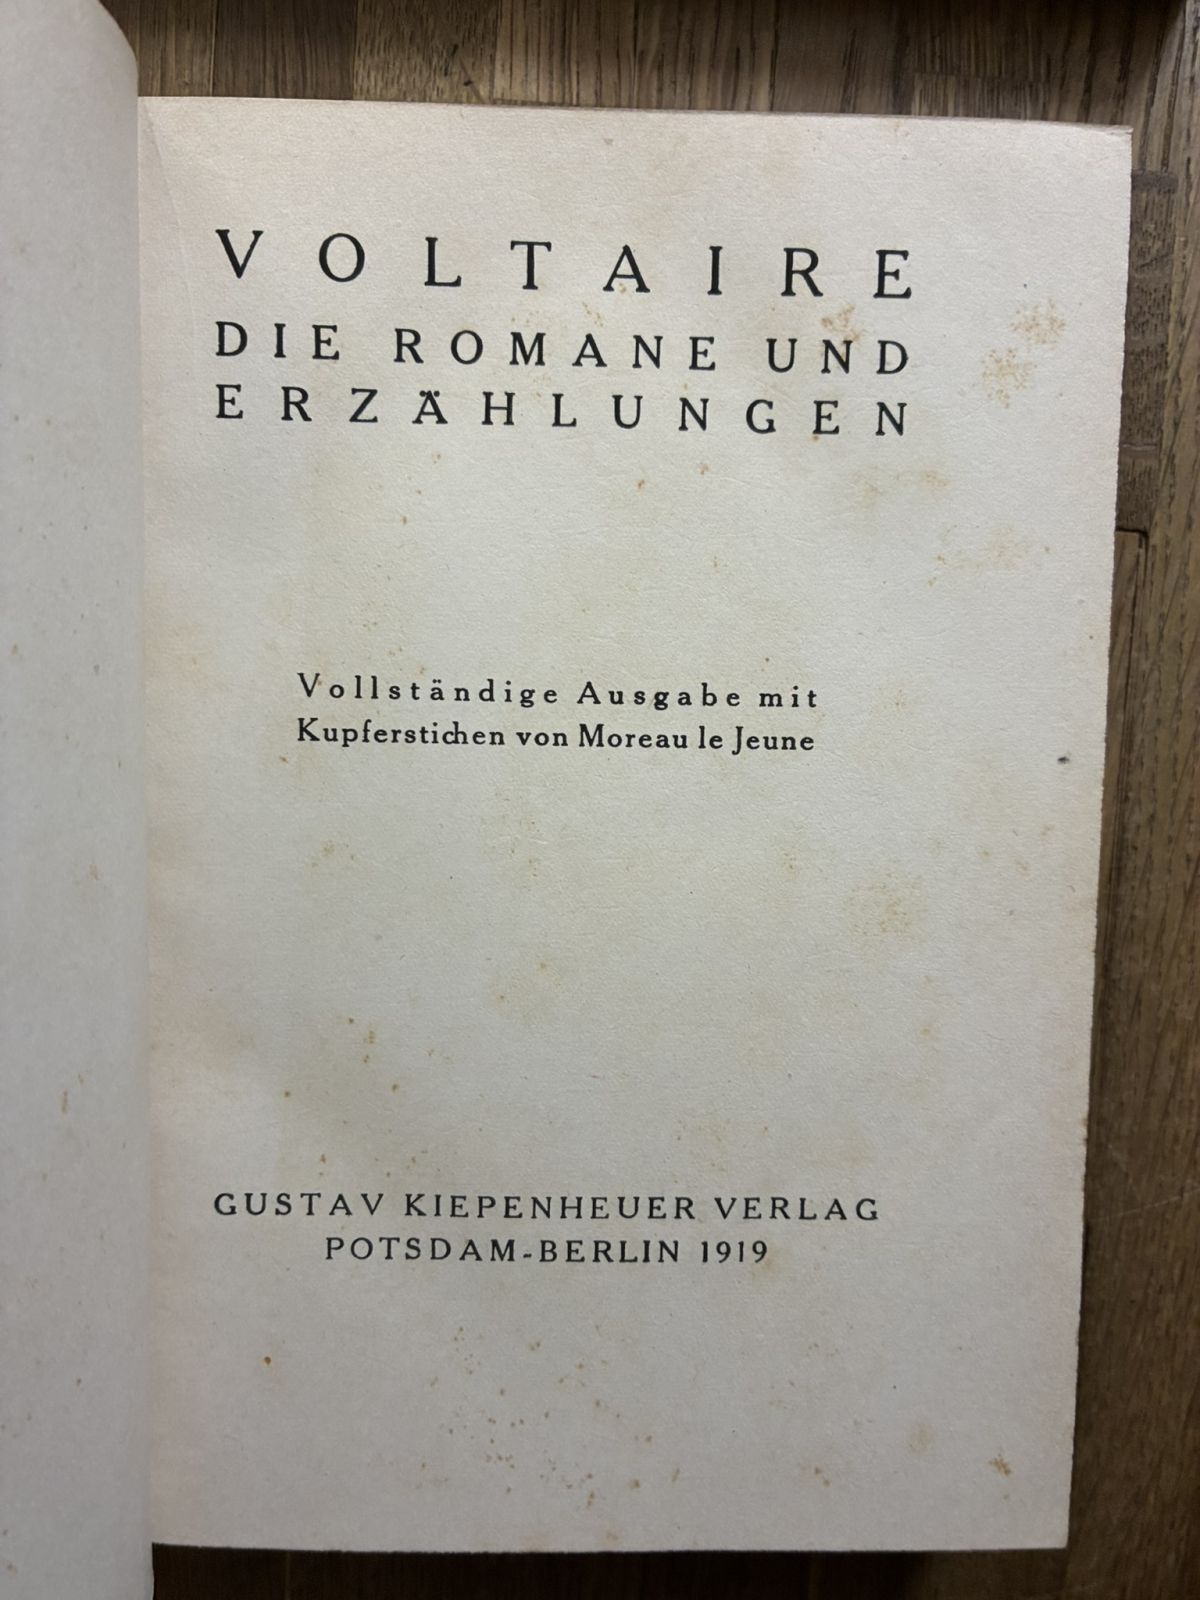 VOLTAIRE
DIE ROMANE UND
ERZÄHLUNGEN
Vollständige Ausgabe mit
Kupferstichen von Moreau le Jeune
GUSTAV KIEPENHEUER VERLAG
POTSDAM-BERLIN 1919